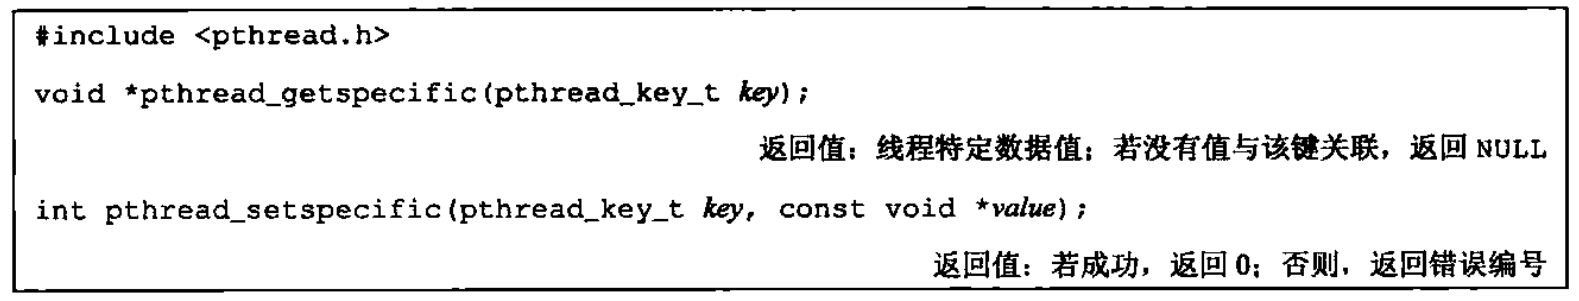 #include <pthread.h>
void *pthread_getspecific(pthread_key_t key);
返回值：线程特定数据值；若没有值与该键关联，返回 NULL
int pthread_setspecific(pthread_key_t key, const void *value);
返回值：若成功，返回 0；否则，返回错误编号